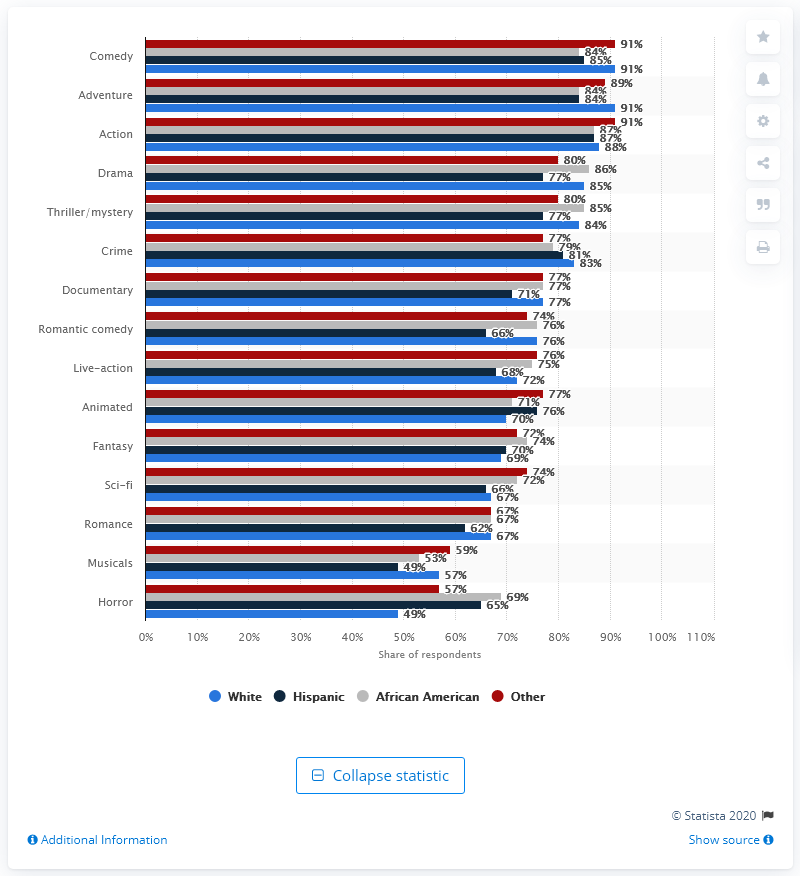 Comedy
91%
84%
85%
91%
Adventure
89%
84%
84%
91%
Action
91%
87%
87%
88%
Drama
80%
86%
77%
85%
Thriller/mystery
80%
85%
77%
84%
Crime
77%
79%
81%
83%
Documentary
77%
77%
71%
77%
Romantic comedy
74%
76%
66%
76%
Live-action
76%
75%
68%
72%
Animated
77%
71%
76%
70%
Fantasy
72%
74%
70%
69%
Sci-fi
74%
72%
66%
67%
Romance
67%
67%
62%
67%
Musicals
59%
53%
49%
57%
Horror
57%
69%
65%
49%
0% 10% 20% 30% 40% 50% 60% 70% 80% 90% 100% 110%
Share of respondents
White Hispanic African American Other
Collapse statistic
© Statista 2020
Additional Information Show source